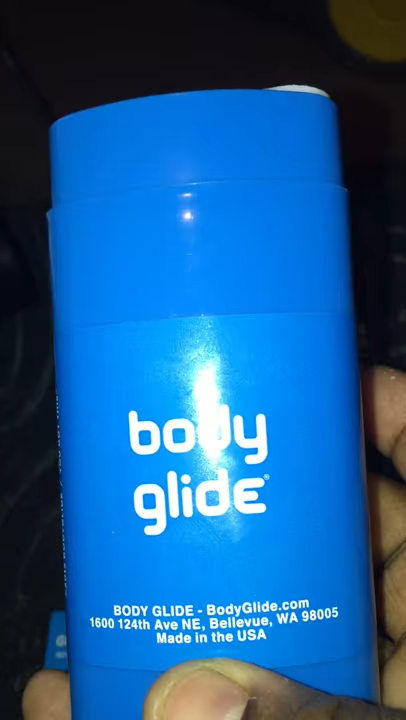 body
glide®
BODY GLIDE - BodyGlide.com
1600 124th Ave NE, Bellevue, WA 98005
Made in the USA